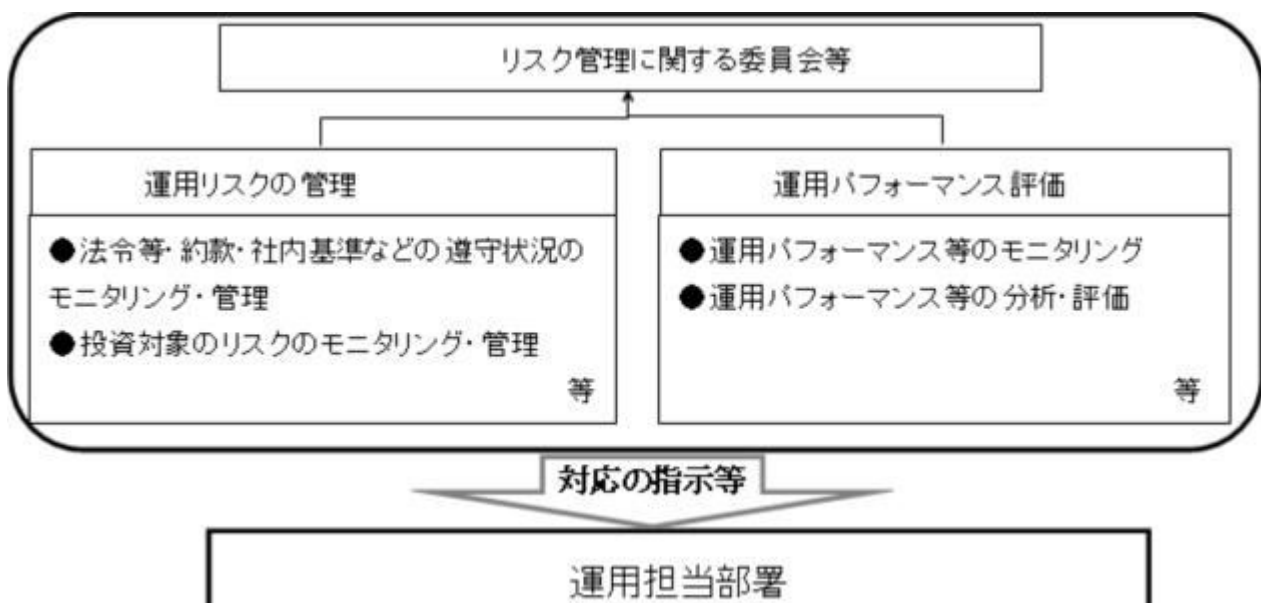 リスク管理に関する委員会等
運用リスクの管理
●法令等・約款・社内基準などの遵守状況の
モニタリング・管理
●投資対象のリスクのモニタリング・管理
等
運用パフォーマンス評価
●運用パフォーマンス等のモニタリング
●運用パフォーマンス等の分析・評価
等
対応の指示等
運用担当部署